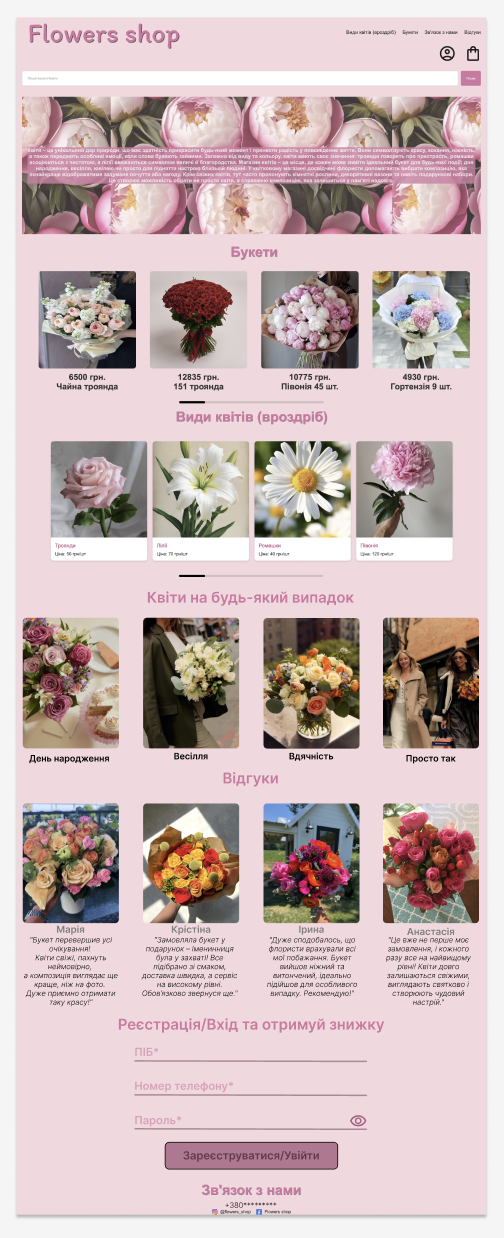 Flowers shop
Види квітів (вроздріб) Букети Зв'язок з нами Відгуки
Пошук
Букети
6500 грн.
Чайна троянда
12835 грн.
151 троянда
10775 грн.
Півонія 45 шт.
4930 грн.
Гортензія 9 шт.
Види квітів (вроздріб)
Троянди
Ціна: 90 грн/шт
Лілії
Ціна: 70 грн/шт
Ромашки
Ціна: 40 грн/шт
Півонія
Ціна: 120 грн/шт
Квіти на будь-який випадок
День народження
Весілля
Вдячність
Просто так
Відгуки
Марія
"Букет перевершив усі
очікування!
Квіти свіжі, пахнуть
неймовірно,
а композиція виглядає ще
краще, ніж на фото.
Дуже приємно отримати
таку красу!"
Крістіна
"Замовляла букет у
подарунок – іменинниця
була у захваті! Все
підібрано зі смаком,
доставка швидка, а сервіс
на високому рівні.
Обов'язково звернуся ще."
Ірина
"Дуже сподобалось, що
флористи врахували всі
мої побажання. Букет
вийшов ніжний та
витончений, ідеально
підійшов для особливого
випадку. Рекомендую!"
Анастасія
"Це вже не перше моє
замовлення, і кожного
разу все на найвищому
рівні! Квіти довго
залишаються свіжими,
виглядають святково і
створюють чудовий
настрій."
Реєстрація/Вхід та отримуй знижку
ПІБ*
Номер телефону*
Пароль*
Зареєструватися/Увійти
Зв'язок з нами
+380*********
@flowers_shop Flowers shop